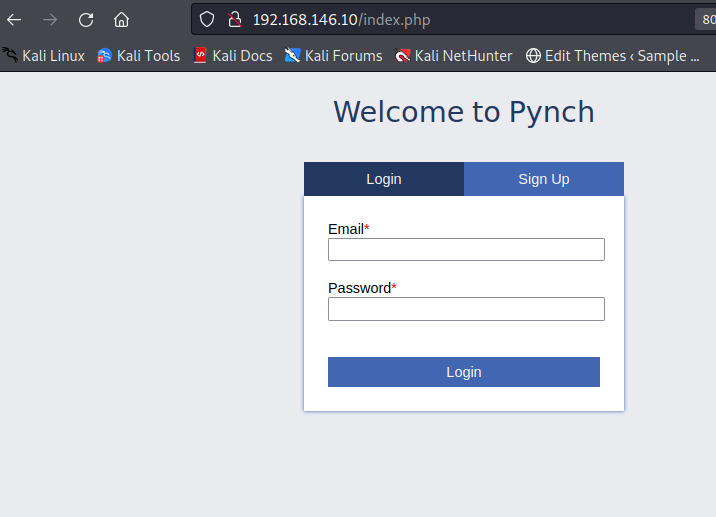 192.168.146.10/index.php
80
Kali Linux Kali Tools Kali Docs Kali Forums Kali NetHunter Edit Themes ‹ Sample ...
Welcome to Pynch
Login Sign Up
Email*
Password*
Login